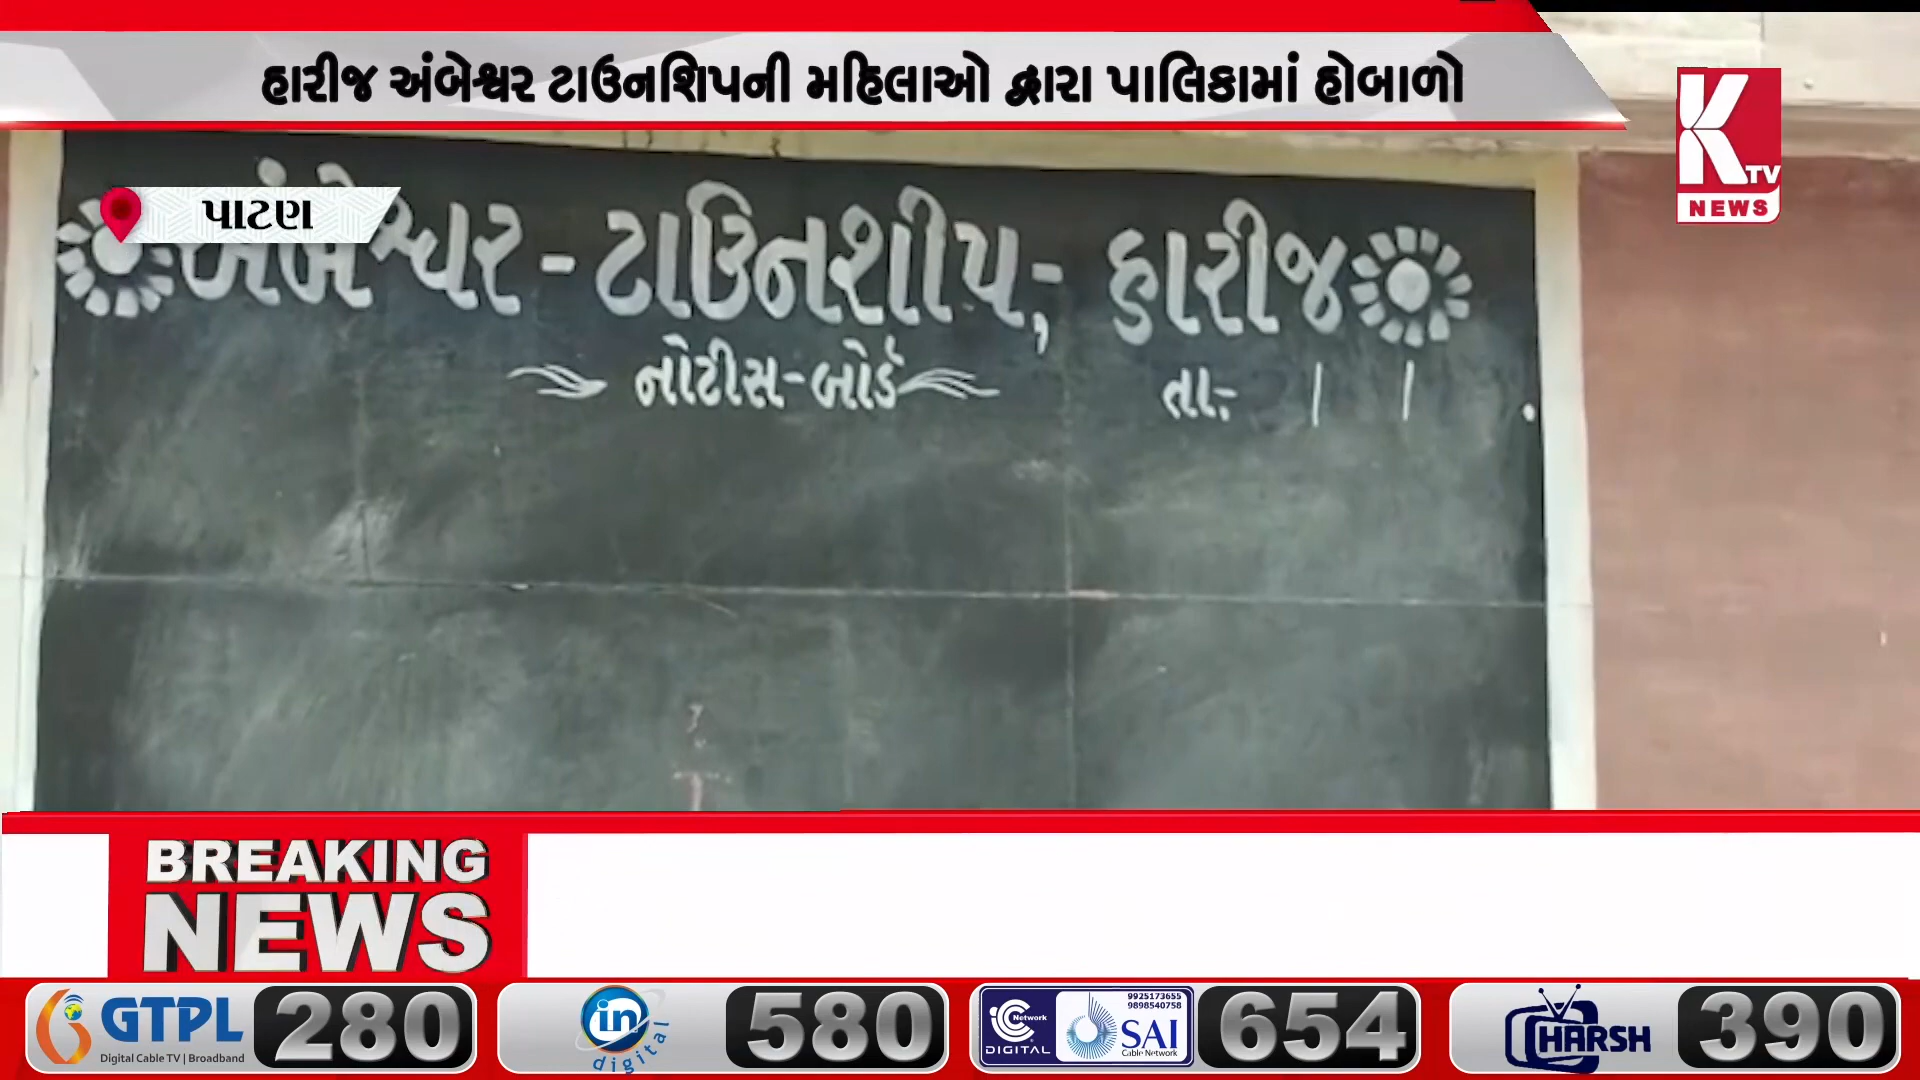 હારીજ અંબેશ્વર ટાઉનશિપની મહિલાઓ દ્વારા પાલિકામાં હોબાળો
K TV NEWS
પાટણ
અંબેશ્વર - ટાઉનશીપ, - હારીજ
નોટીસ-બોર્ડ
તા:- / / .
BREAKING
NEWS
GTPL
Digital Cable TV | Broadband
280
in
digital
580
Network
DIGITAL
9925173655
9898540758
SAI
Cable Network
654
HARSH
390